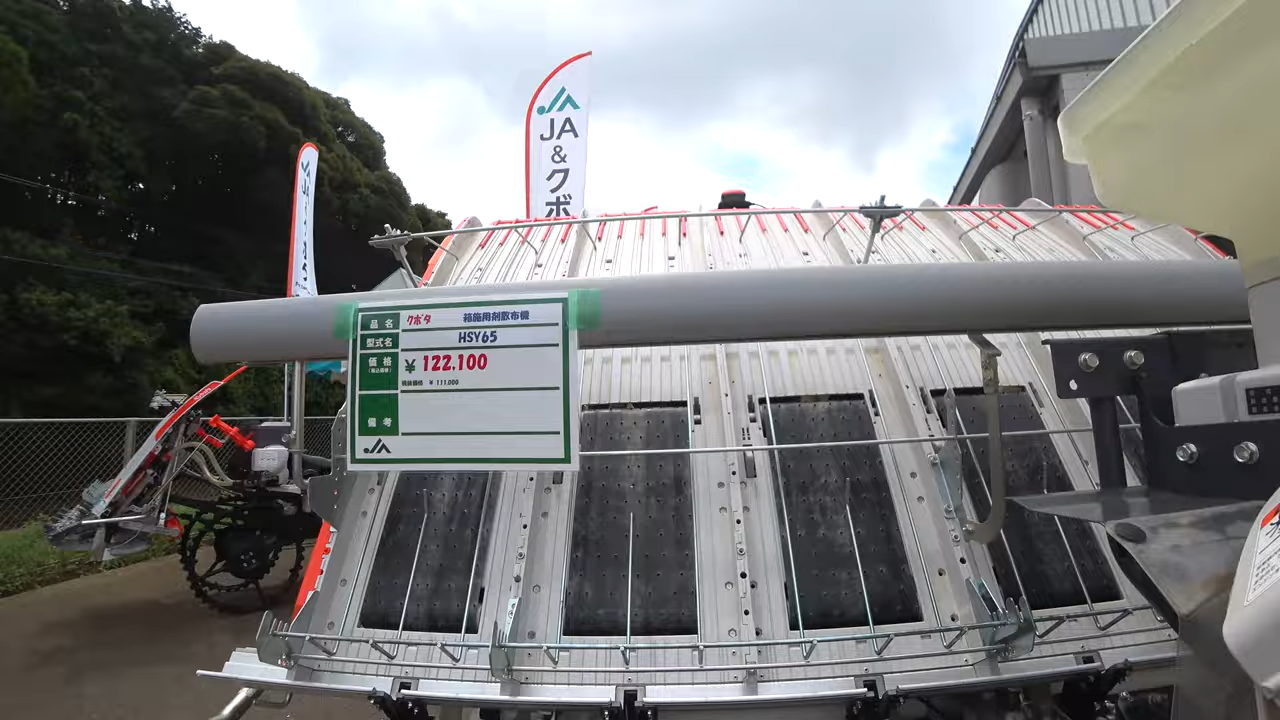 JA
&
クボ
品名 クボタ 箱施用剤散布機
型式名 HSY65
価格 ¥122,100
(税込価格) 税抜価格 ¥ 111,000
備考
JA